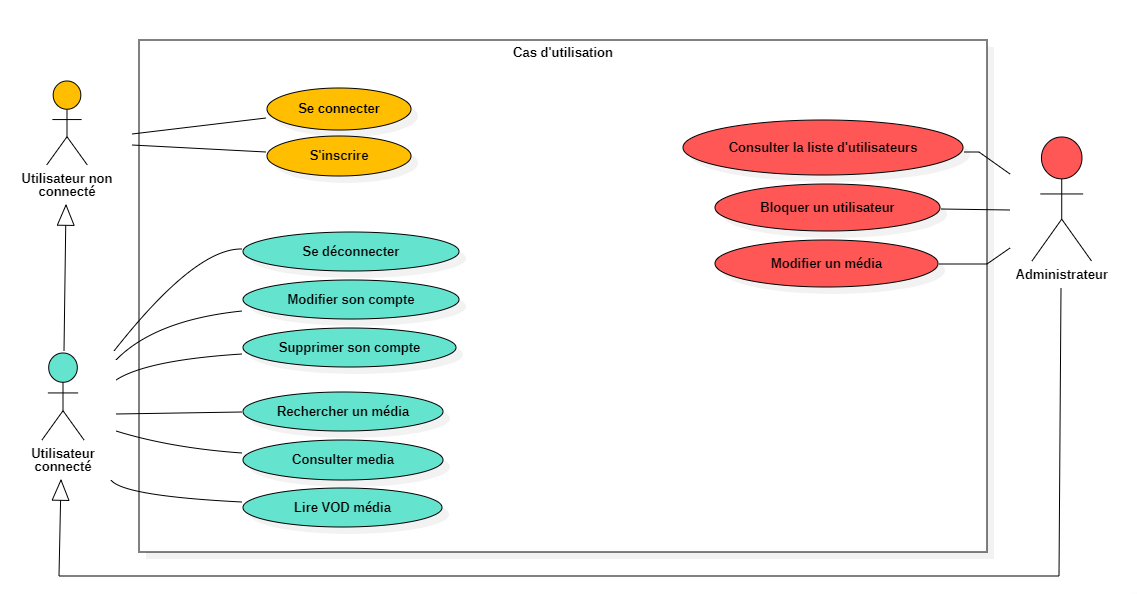 Cas d'utilisation
Se connecter
S'inscrire
Utilisateur non
connecté
Consulter la liste d'utilisateurs
Bloquer un utilisateur
Modifier un média
Administrateur
Se déconnecter
Modifier son compte
Supprimer son compte
Rechercher un média
Consulter media
Lire VOD média
Utilisateur
connecté